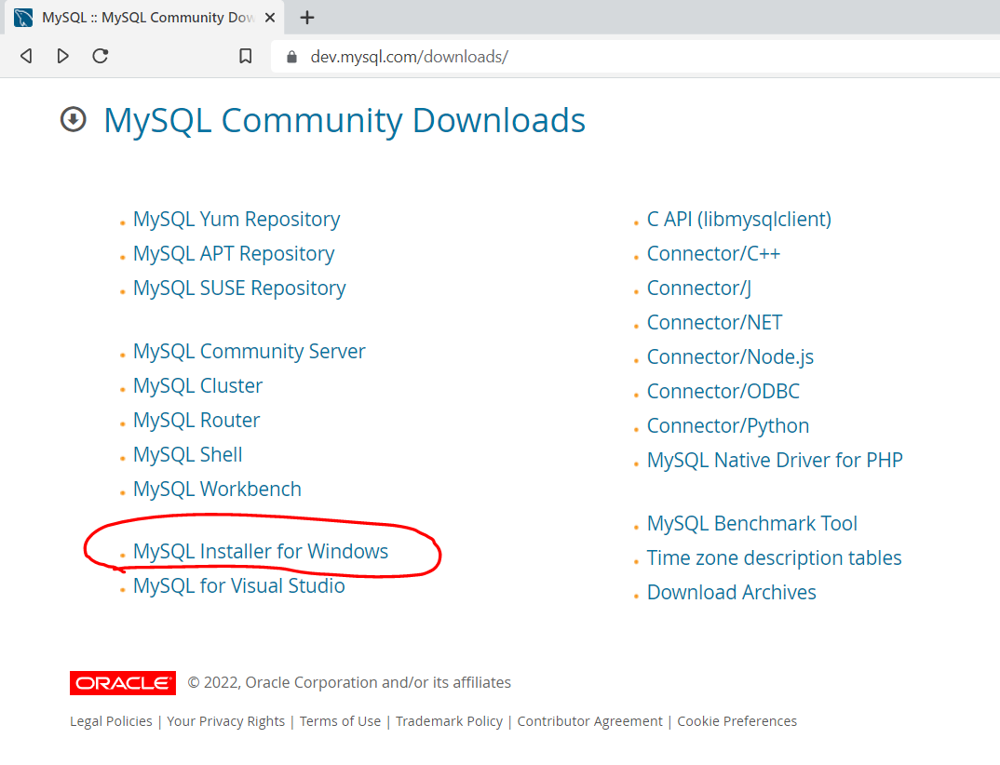 MySQL :: MySQL Community Dow
dev.mysql.com/downloads/
MySQL Community Downloads
MySQL Yum Repository
MySQL APT Repository
MySQL SUSE Repository
MySQL Community Server
MySQL Cluster
MySQL Router
MySQL Shell
MySQL Workbench
MySQL Installer for Windows
MySQL for Visual Studio
C API (libmysqlclient)
Connector/C++
Connector/J
Connector/NET
Connector/Node.js
Connector/ODBC
Connector/Python
MySQL Native Driver for PHP
MySQL Benchmark Tool
Time zone description tables
Download Archives
ORACLE © 2022, Oracle Corporation and/or its affiliates
Legal Policies | Your Privacy Rights | Terms of Use | Trademark Policy | Contributor Agreement | Cookie Preferences